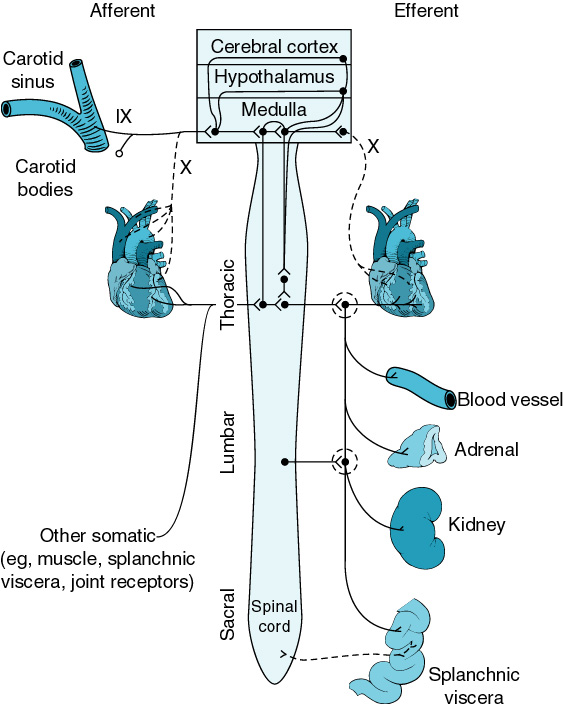 Afferent
Efferent
Cerebral cortex
Hypothalamus
Medulla
Carotid
sinus
IX
Carotid
bodies
X
X
Thoracic
Blood vessel
Lumbar
Adrenal
Kidney
Other somatic
(eg, muscle, splanchnic
viscera, joint receptors)
Sacral
Spinal
cord
Splanchnic
viscera